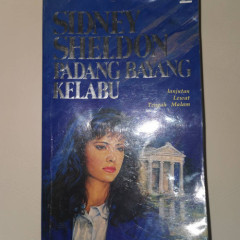 SIDNEY
SHELDON
PADANG BAYANG
KELABU
lanjutan
Lewat
Tengah Malam